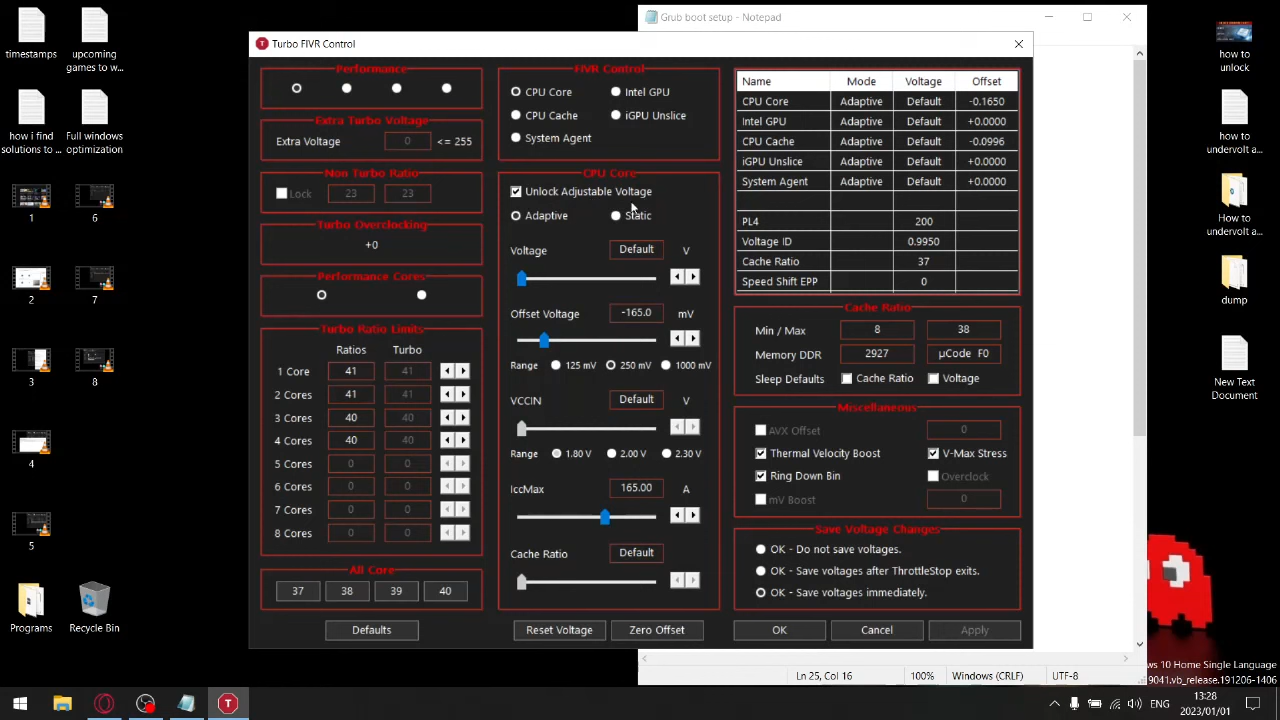 Grub boot setup - Notepad
timestamps
upcoming
games to w...
how i find
solutions to ...
Full windows
optimization
1
6
2
7
3
8
4
5
Programs
Recycle Bin
T Turbo FIVR Control
Performance
Extra Turbo Voltage
Extra Voltage 0 <= 255
Non Turbo Ratio
Lock 23 23
Turbo Overclocking
+0
Performance Cores
Turbo Ratio Limits
Ratios Turbo
1 Core 41 41
2 Cores 41 41
3 Cores 40 40
4 Cores 40 40
5 Cores 0 0
6 Cores 0 0
7 Cores 0 0
8 Cores 0 0
All Core
37 38 39 40
Defaults
FIVR Control
CPU Core Intel GPU
CPU Cache iGPU Unslice
System Agent
CPU Core
Unlock Adjustable Voltage
Adaptive Static
Voltage Default V
Offset Voltage -165.0 mV
Range 125 mV 250 mV 1000 mV
VCCIN Default V
Range 1.80 V 2.00 V 2.30 V
IccMax 165.00 A
Cache Ratio Default
Reset Voltage Zero Offset
Name Mode Voltage Offset
CPU Core Adaptive Default -0.1650
Intel GPU Adaptive Default +0.0000
CPU Cache Adaptive Default -0.0996
iGPU Unslice Adaptive Default +0.0000
System Agent Adaptive Default +0.0000
PL4 200
Voltage ID 0.9950
Cache Ratio 37
Speed Shift EPP 0
Cache Ratio
Min / Max 8 38
Memory DDR 2927 µCode F0
Sleep Defaults Cache Ratio Voltage
Miscellaneous
AVX Offset 0
Thermal Velocity Boost V-Max Stress
Ring Down Bin Overclock
mV Boost 0
Save Voltage Changes
OK - Do not save voltages.
OK - Save voltages after ThrottleStop exits.
OK - Save voltages immediately.
OK Cancel Apply
Ln 25, Col 16 100% Windows (CRLF) UTF-8
how to
unlock
how to
undervolt a...
How to
undervolt a...
dump
New Text
Document
ws 10 Home Single Language
9041.vb_release.191206-1406
T
ENG
13:28
2023/01/01